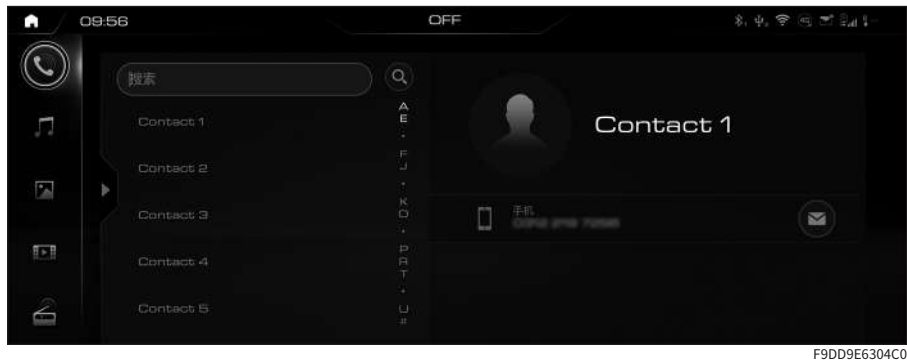 09:56
OFF
4G
搜索
Contact 1
Contact 2
Contact 3
Contact 4
Contact 5
A
E
F
J
K
O
P
R
T
U
#
Contact 1
手机
F9DD9E6304C0